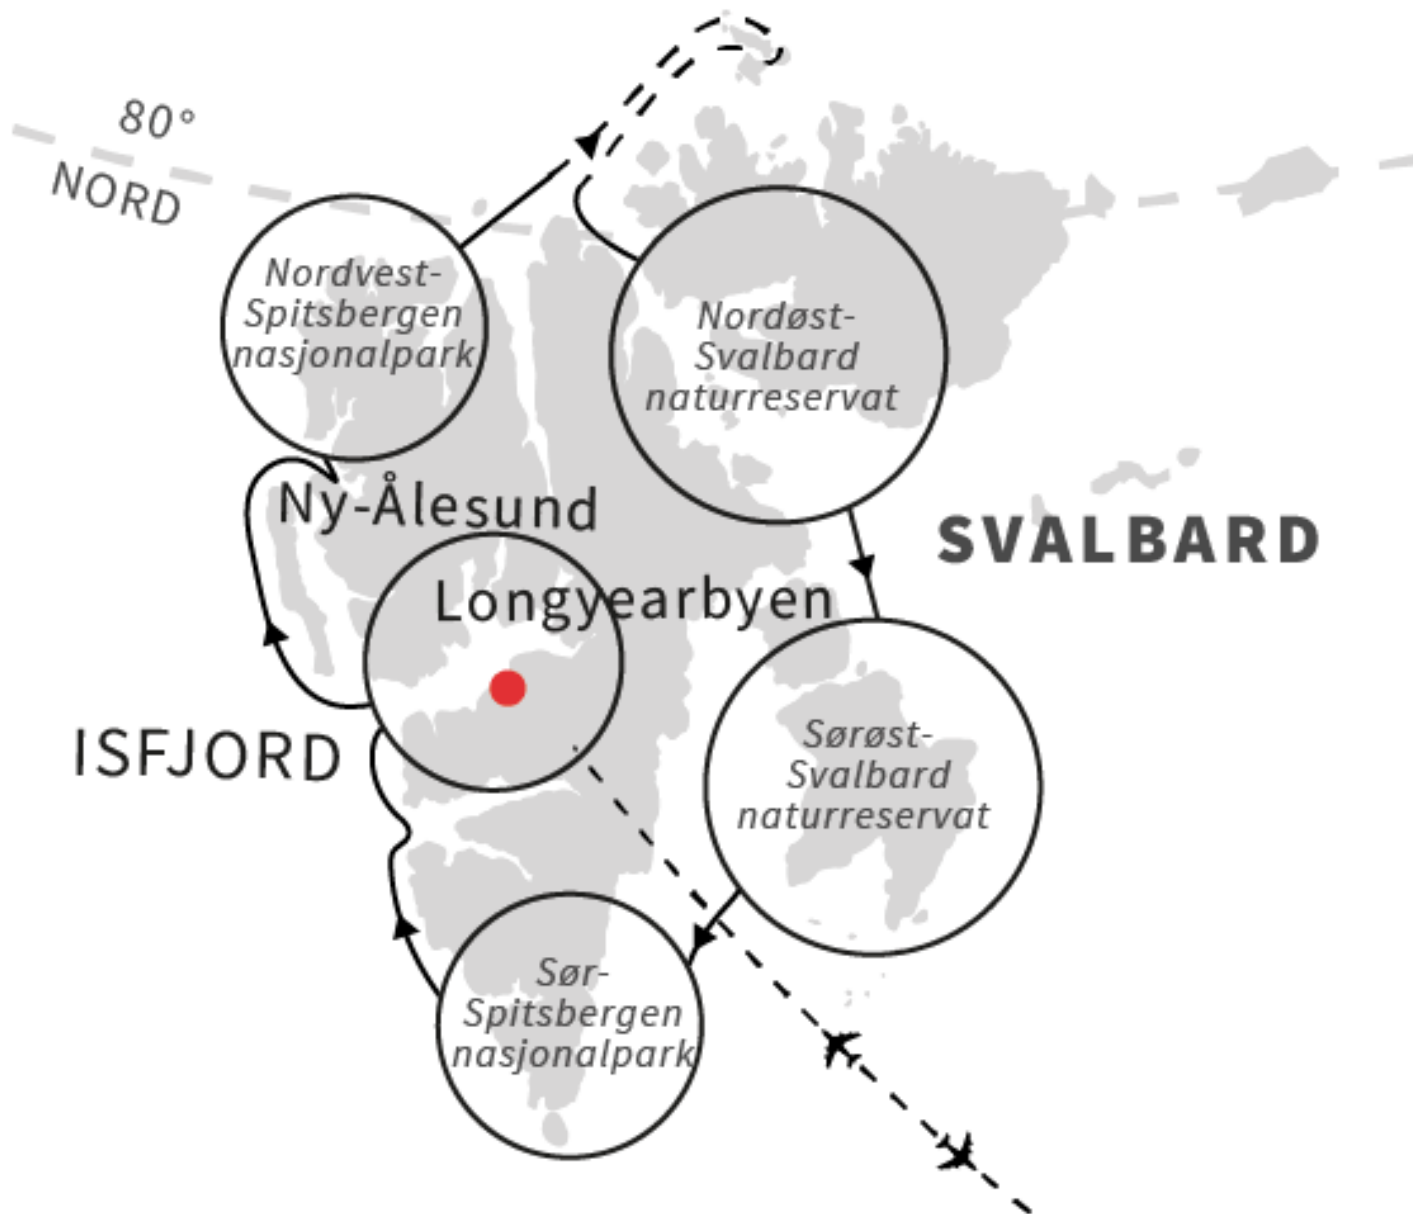 80°
NORD
Nordvest-
Spitsbergen
nasjonalpark
Nordøst-
Svalbard
naturreservat
Ny-Ålesund
SVALBARD
Longyearbyen
ISFJORD
Sørøst-
Svalbard
naturreservat
Sør-
Spitsbergen
nasjonalpark